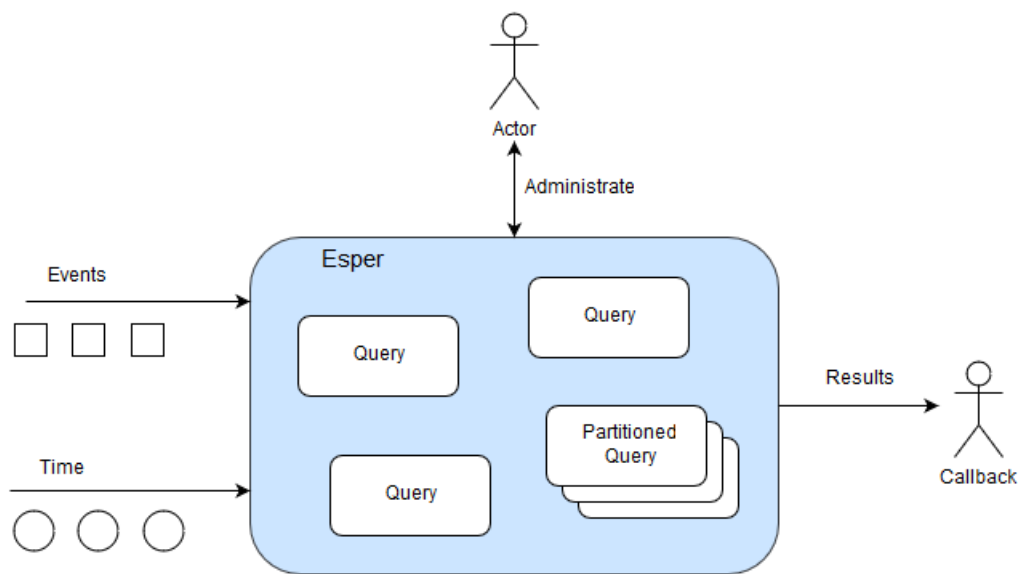 Actor
Administrate
Esper
Events
Query
Query
Results
Partitioned
Query
Time
Query
Callback